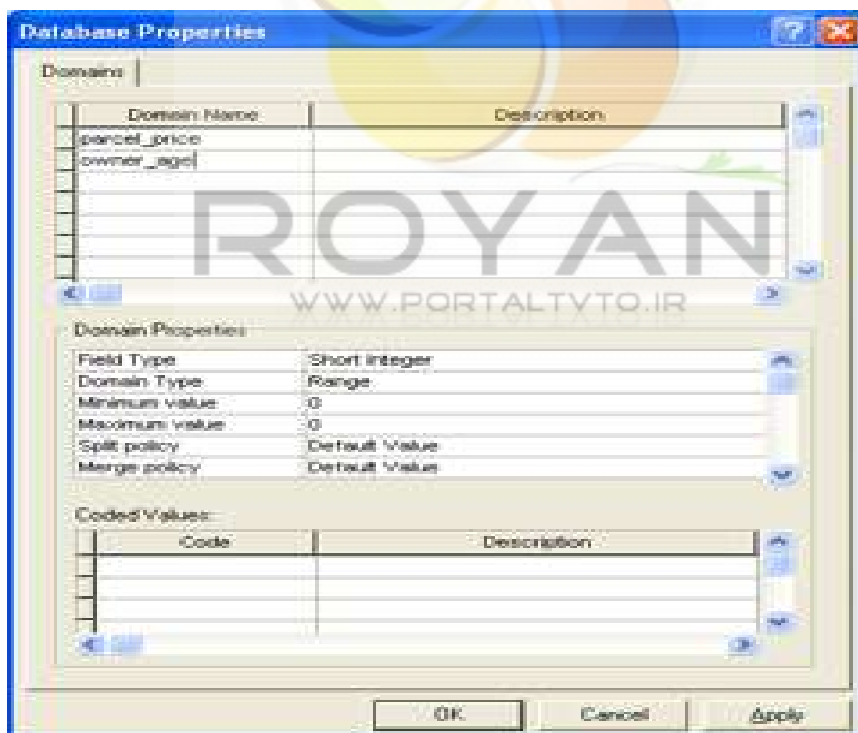 Database Properties
Domains
Domain Name Description
parcel_price
owner_age
ROYAN
WWW.PORTALTVTO.IR
Domain Properties
Field Type Short Integer
Domain Type Range
Minimum value 0
Maximum value 0
Split policy Default Value
Merge policy Default Value
Coded Values:
Code Description
OK Cancel Apply